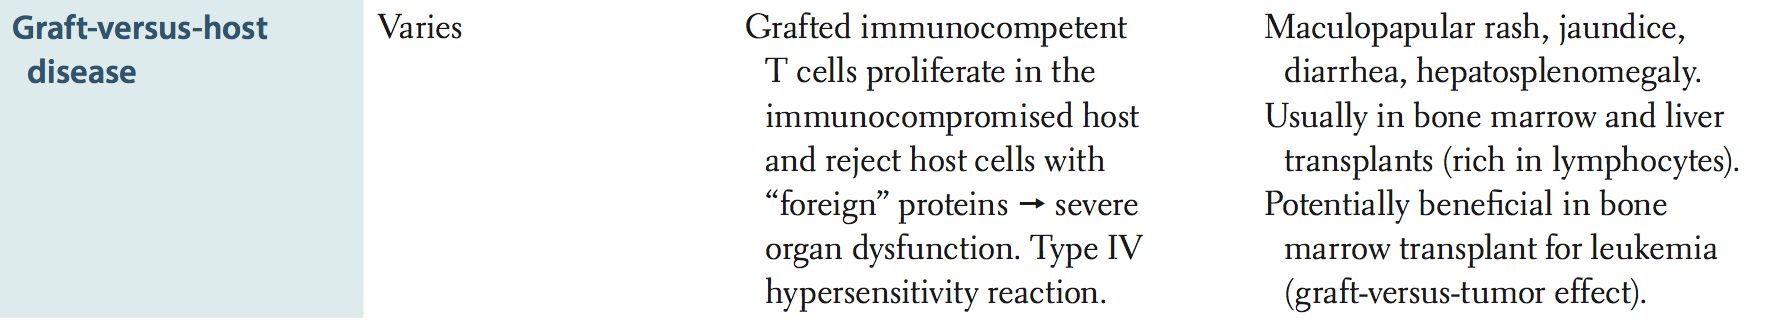 Graft-versus-host
disease
Varies
Grafted immunocompetent
T cells proliferate in the
immunocompromised host
and reject host cells with
“foreign” proteins → severe
organ dysfunction. Type IV
hypersensitivity reaction.
Maculopapular rash, jaundice,
diarrhea, hepatosplenomegaly.
Usually in bone marrow and liver
transplants (rich in lymphocytes).
Potentially beneficial in bone
marrow transplant for leukemia
(graft-versus-tumor effect).